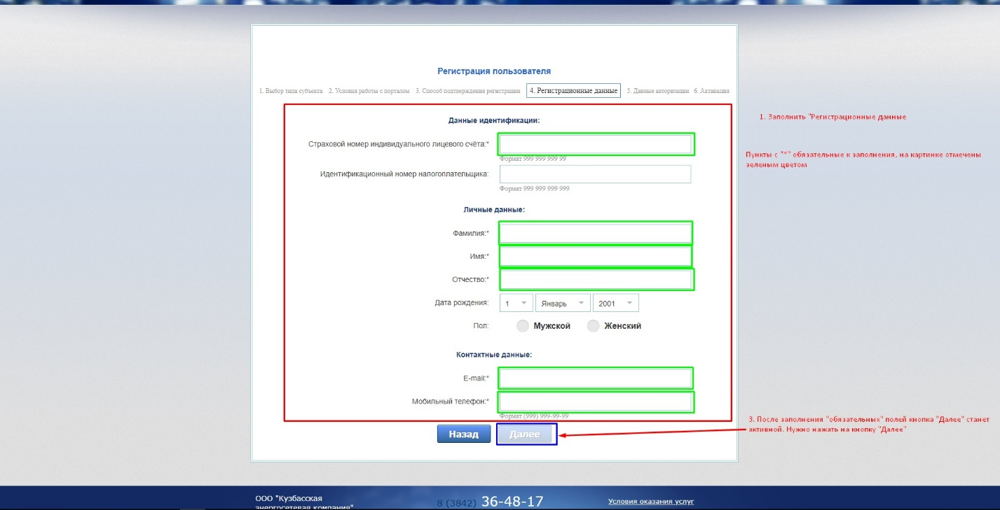 Регистрация пользователя
1. Выбор типа субъекта 2. Условия работы с порталом 3. Способ подтверждения регистрации 4. Регистрационные данные 5. Данные авторизации 6. Активация
1. Заполнить "Регистрационные данные
Данные идентификации:
Страховой номер индивидуального лицевого счёта:*
Формат 999 999 999 99
Пункты с "*" обязательные к заполнения, на картинке отмечены
зеленым цветом
Идентификационный номер налогоплательщика:
Формат 999 999 999 999
Личные данные:
Фамилия:*
Имя:*
Отчество:*
Дата рождения: 1 Январь 2001
Пол: Мужской Женский
Контактные данные:
E-mail:*
Мобильный телефон:*
Формат (999) 999-99-99
3. После заполнения "обязательных" полей кнопка "Далее" станет
активной. Нужно нажать на кнопку "Далее"
Назад Далее
ООО "Кузбасская
энергосетевая компания"
8 (3842) 36-48-17
Условия оказания услуг